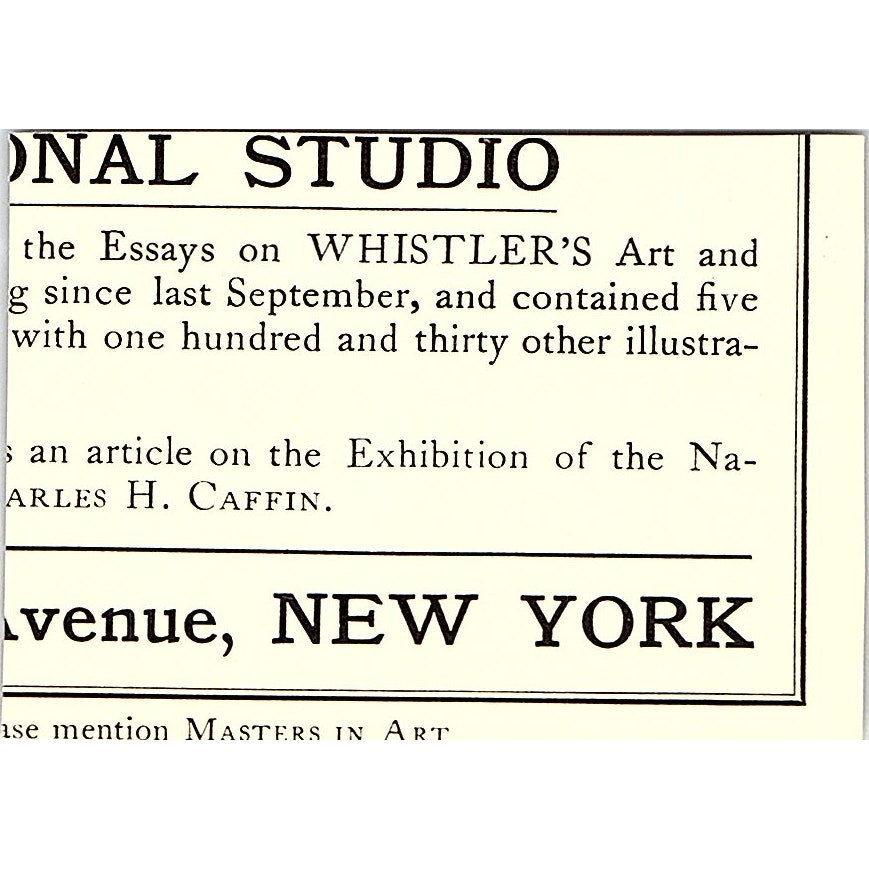 ONAL STUDIO
the Essays on WHISTLER'S Art and
g since last September, and contained five
with one hundred and thirty other illustra-
s an article on the Exhibition of the Na-
ARLES H. CAFFIN.
Avenue, NEW YORK
ase mention MASTERS IN ART